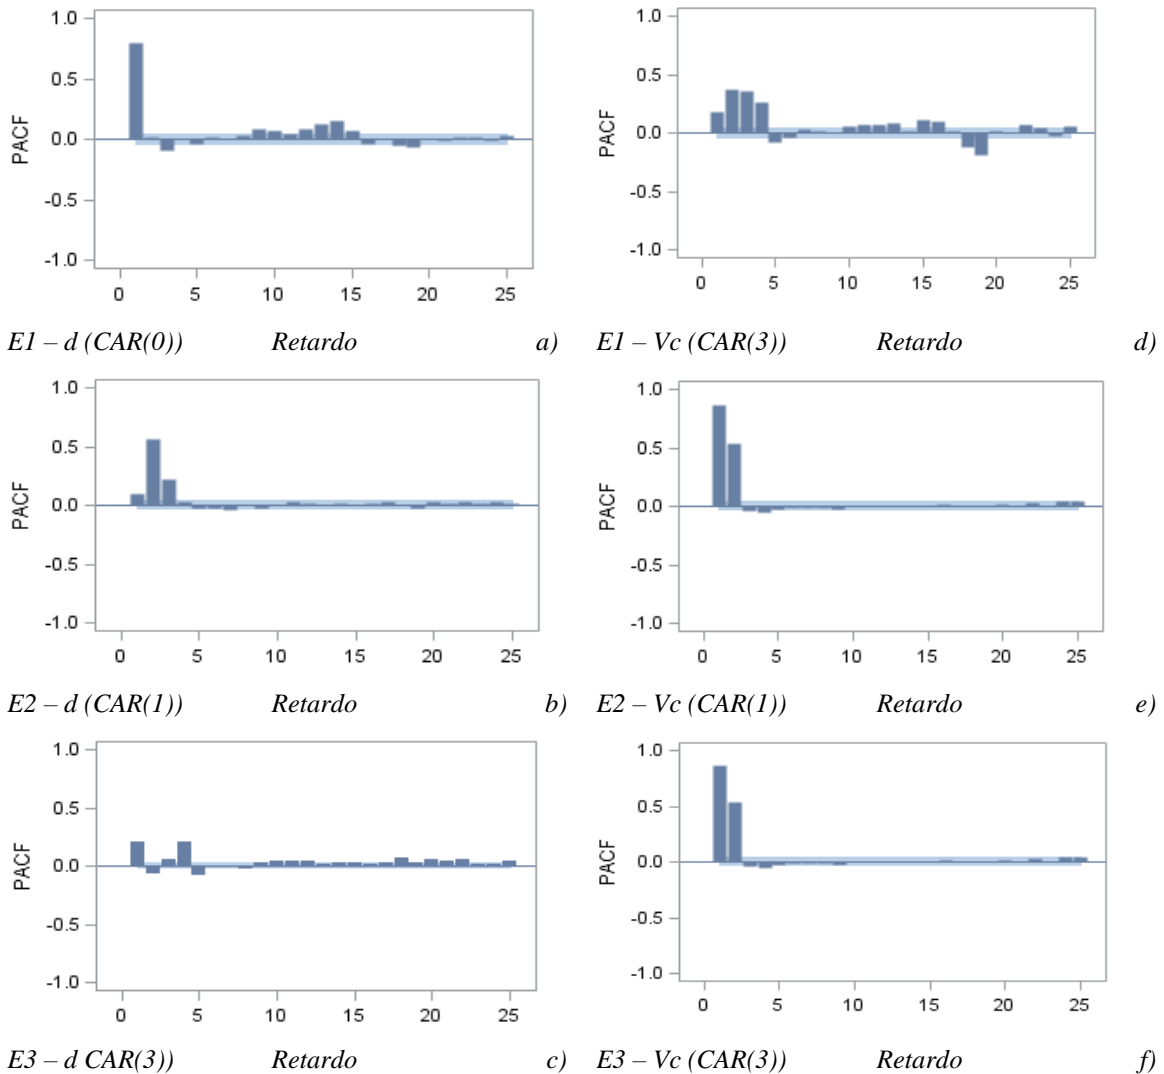 1.0
0.5
0.0
-0.5
-1.0
PACF
0 5 10 15 20 25
E1 – d (CAR(0)) Retardo a)
1.0
0.5
0.0
-0.5
-1.0
PACF
0 5 10 15 20 25
E1 – Vc (CAR(3)) Retardo d)
1.0
0.5
0.0
-0.5
-1.0
PACF
0 5 10 15 20 25
E2 – d (CAR(1)) Retardo b)
1.0
0.5
0.0
-0.5
-1.0
PACF
0 5 10 15 20 25
E2 – Vc (CAR(1)) Retardo e)
1.0
0.5
0.0
-0.5
-1.0
PACF
0 5 10 15 20 25
E3 – d CAR(3)) Retardo c)
1.0
0.5
0.0
-0.5
-1.0
PACF
0 5 10 15 20 25
E3 – Vc (CAR(3)) Retardo f)